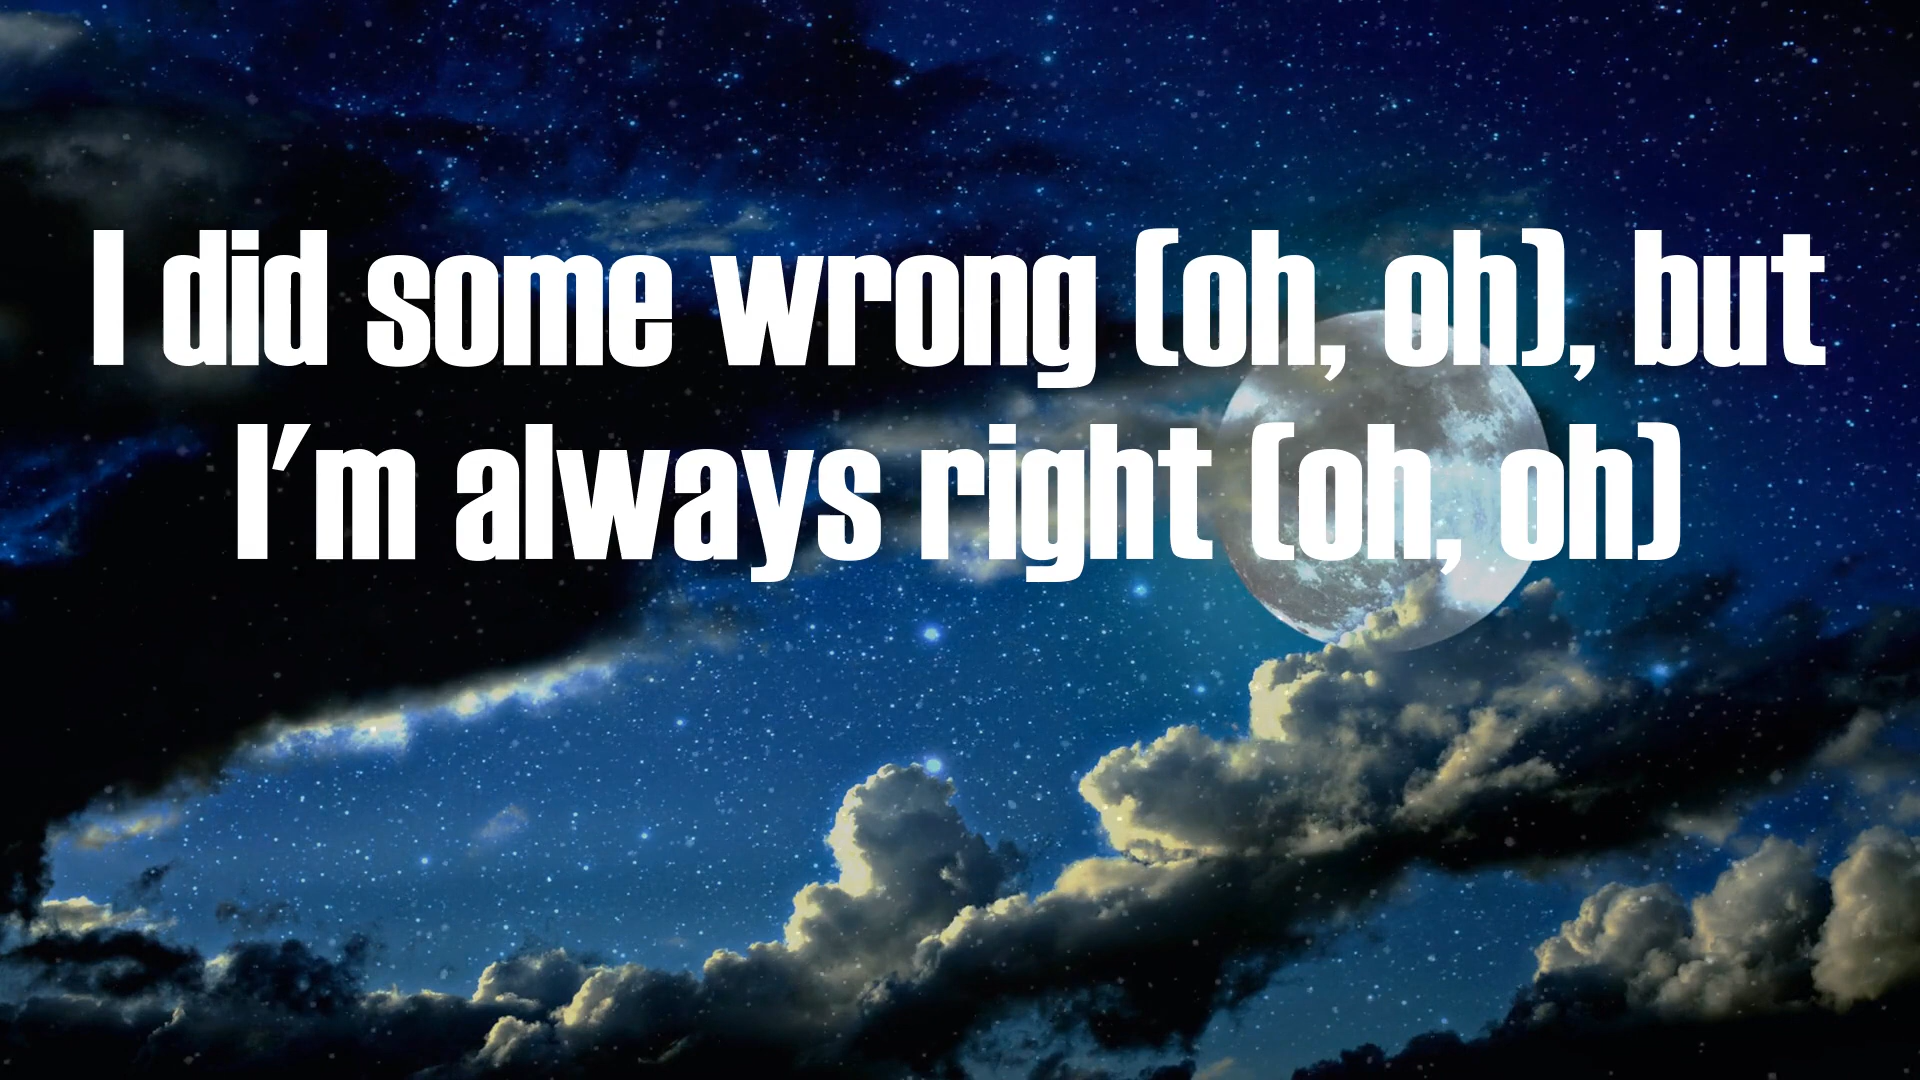 I did some wrong (oh, oh), but
I'm always right (oh, oh)